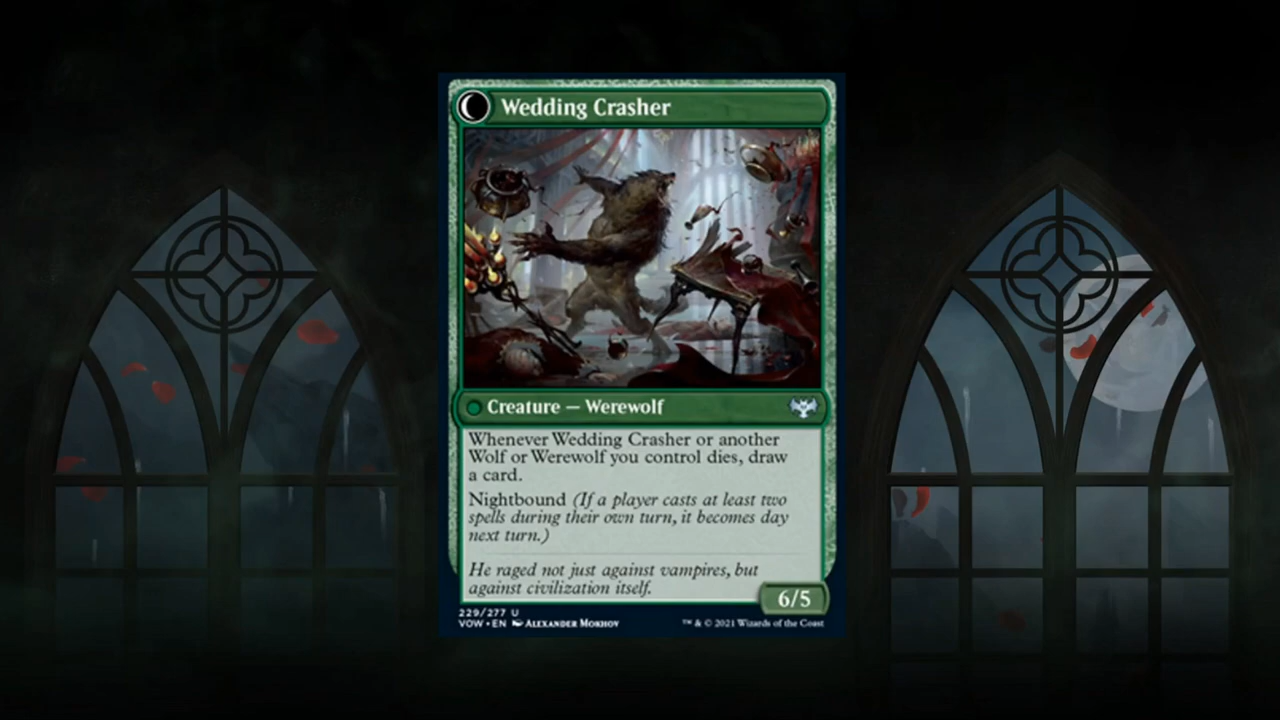 Wedding Crasher
Creature — Werewolf
Whenever Wedding Crasher or another
Wolf or Werewolf you control dies, draw
a card.
Nightbound (If a player casts at least two
spells during their own turn, it becomes day
next turn.)
He raged not just against vampires, but
against civilization itself.
6/5
229/277 U
VOW • EN Alexander Mokhov
™ & © 2021 Wizards of the Coast